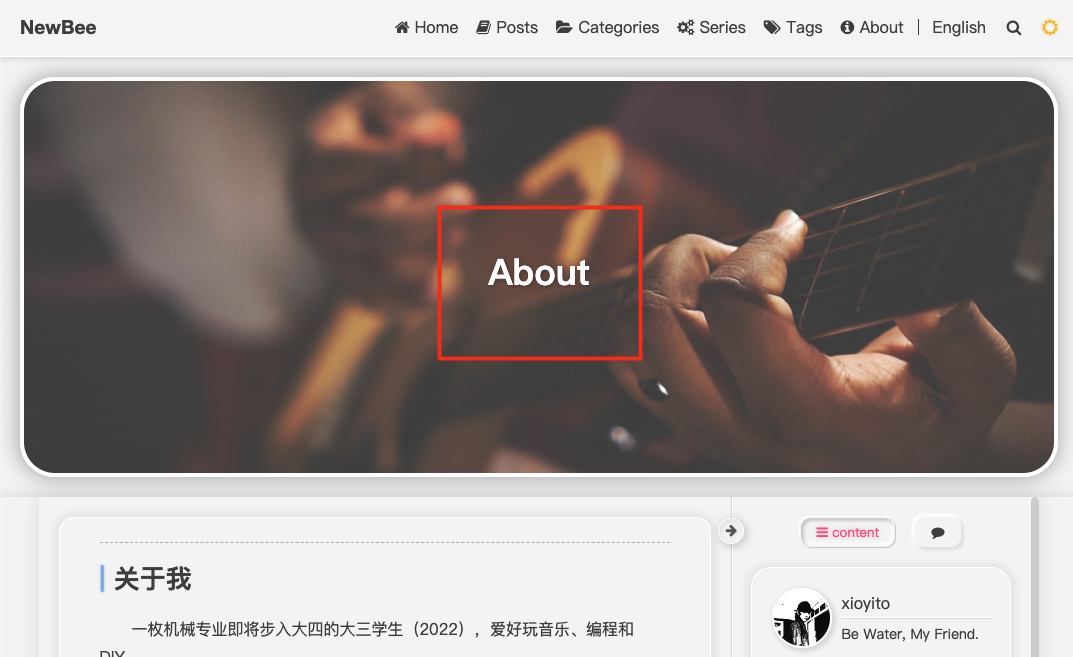 NewBee
Home Posts Categories Series Tags About English
About
content
关于我
一枚机械专业即将步入大四的大三学生（2022），爱好玩音乐、编程和
DIY
xioyito
Be Water, My Friend.